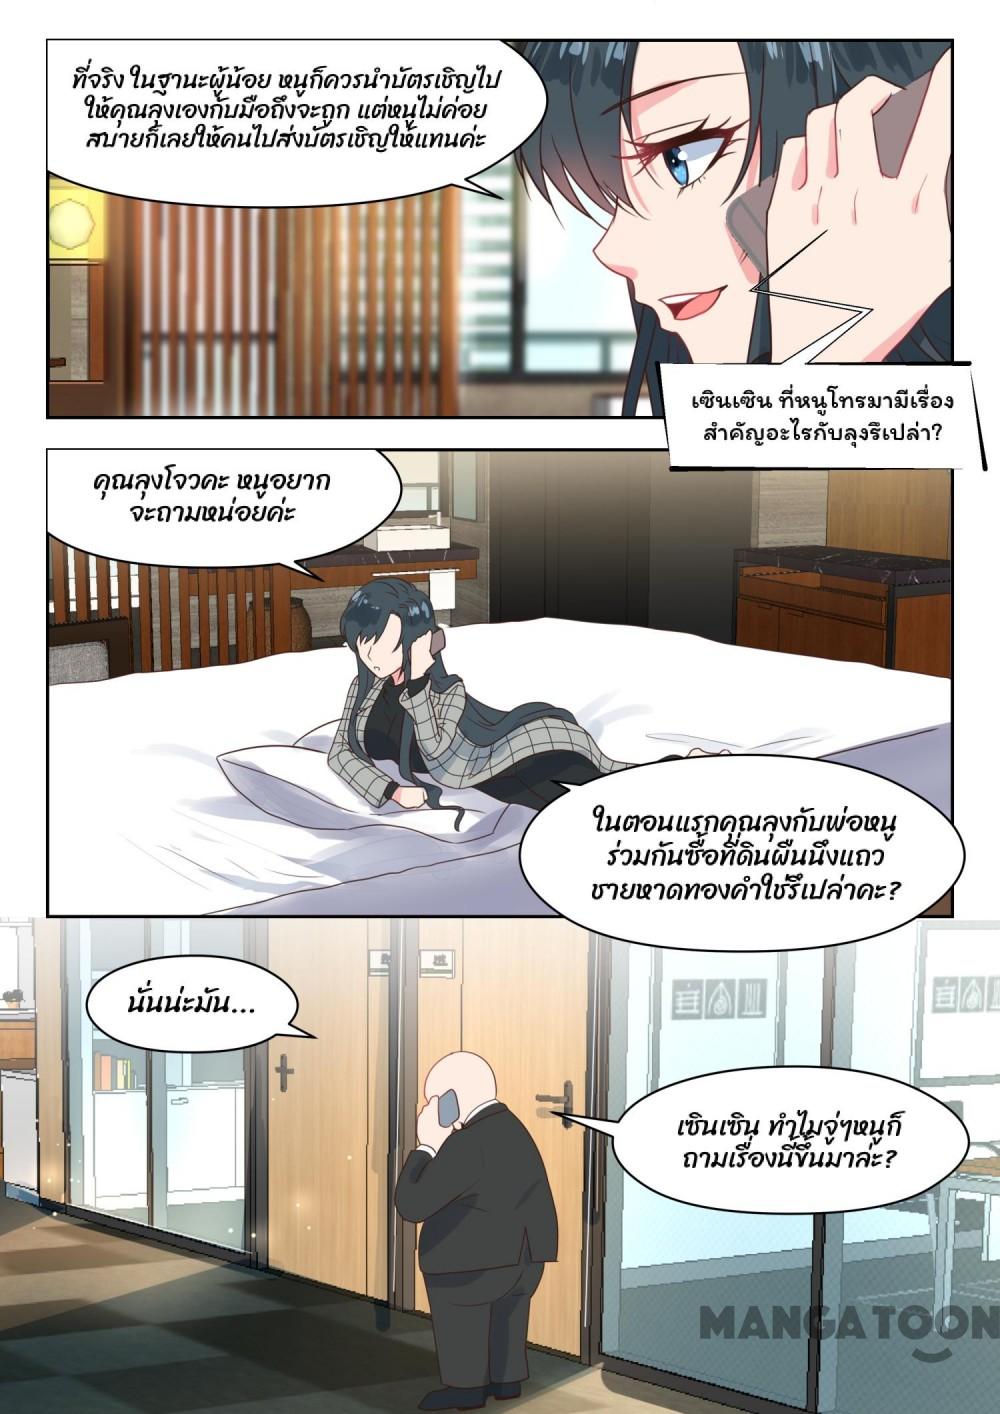 ที่จริง ในฐานะผู้น้อย หนูก็ควรนำบัตรเชิญไป
ให้คุณลุงเองกับมือถึงจะถูก แต่หนูไม่ค่อย
สบายก็เลยให้คนไปส่งบัตรเชิญให้แทนค่ะ
เซินเซิน ที่หนูโทรมามีเรื่อง
สำคัญอะไรกับลุงรึเปล่า?
คุณลุงโจวคะ หนูอยาก
จะถามหน่อยค่ะ
ในตอนแรกคุณลุงกับพ่อหนู
ร่วมกันซื้อที่ดินผืนนึงแถว
ชายหาดทองคำใช่รึเปล่าคะ?
นั่นน่ะมัน...
เซินเซิน ทำไมจู่ๆหนูก็
ถามเรื่องนี้ขึ้นมาล่ะ?
MANGATOON